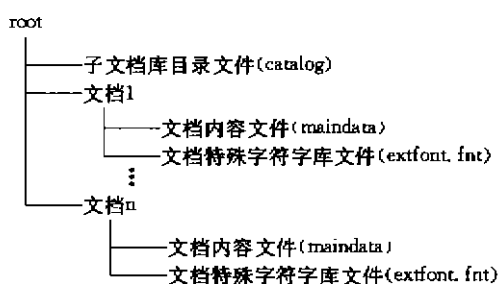 root
子文档库目录文件(catalog)
文档1
文档内容文件(maindata)
文档特殊字符字库文件(extfont.fnt)
文档n
文档内容文件(maindata)
文档特殊字符字库文件(extfont.fnt)